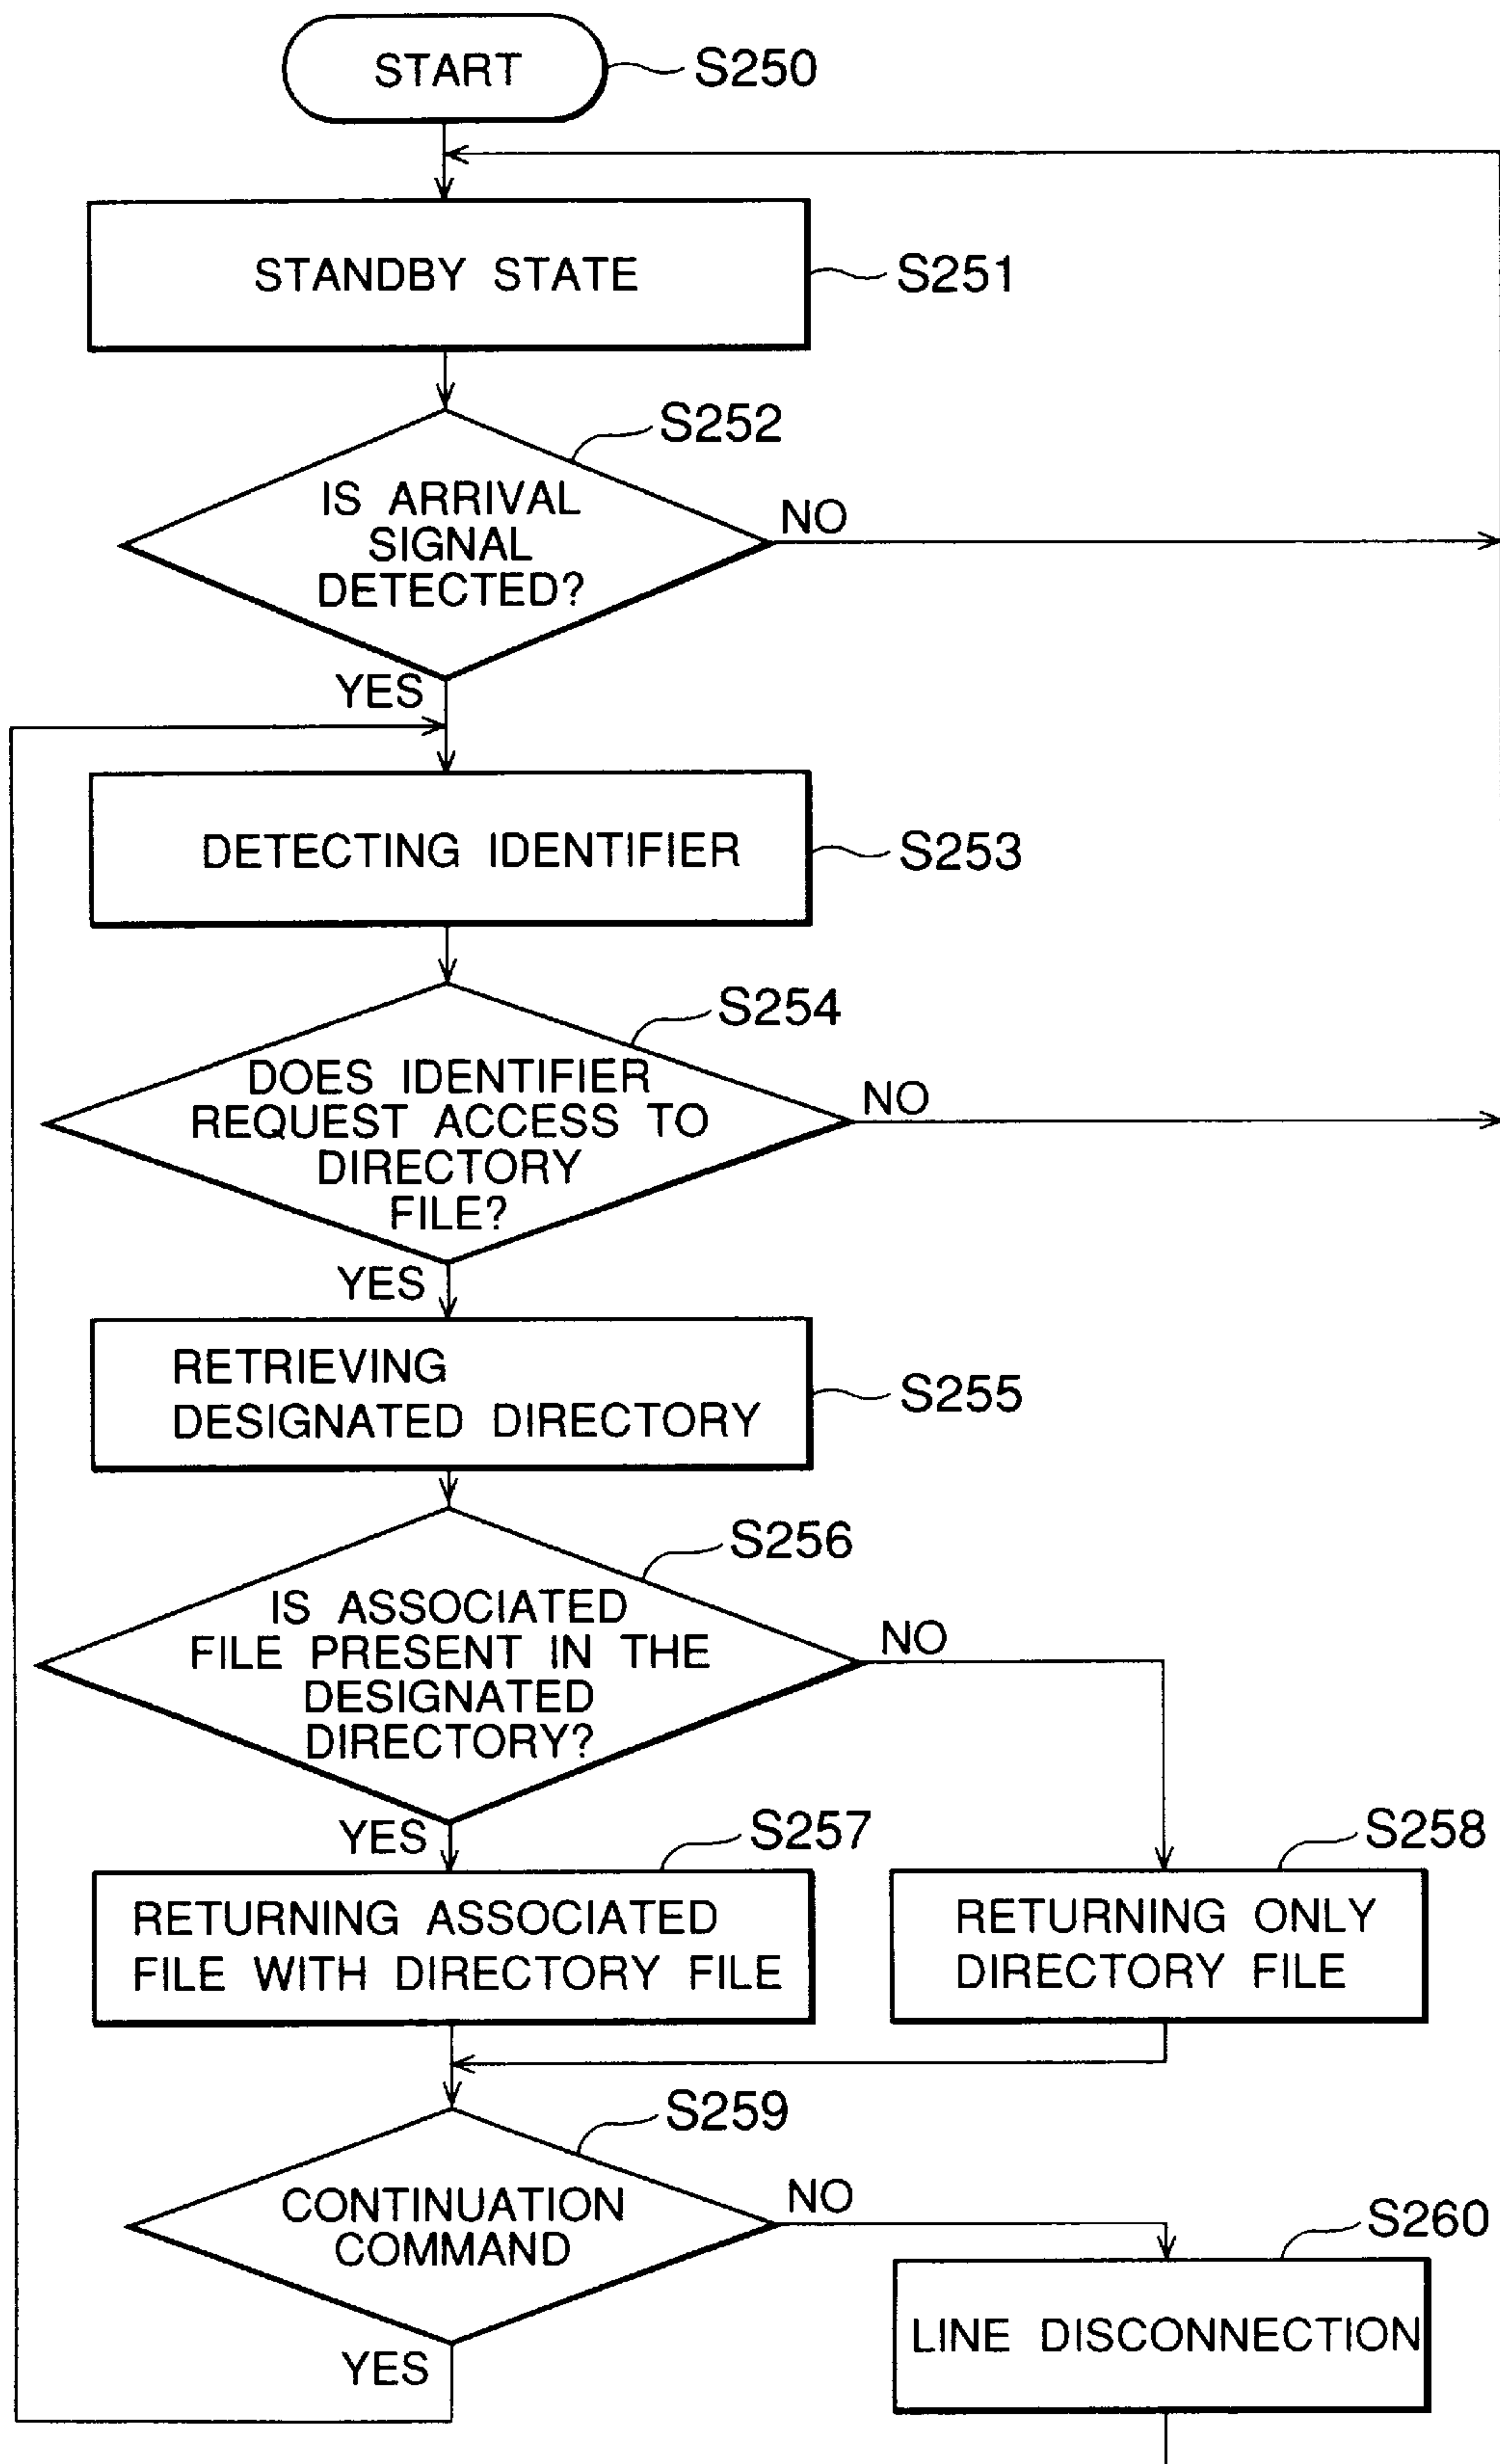 START
S250
STANDBY STATE
S251
S252
IS ARRIVAL
SIGNAL
DETECTED?
NO
YES
DETECTING IDENTIFIER
S253
S254
DOES IDENTIFIER
REQUEST ACCESS TO
DIRECTORY
FILE?
NO
YES
RETRIEVING
DESIGNATED DIRECTORY
S255
S256
IS ASSOCIATED
FILE PRESENT IN THE
DESIGNATED
DIRECTORY?
NO
YES
S257
RETURNING ASSOCIATED
FILE WITH DIRECTORY FILE
S258
RETURNING ONLY
DIRECTORY FILE
S259
CONTINUATION
COMMAND
NO
YES
S260
LINE DISCONNECTION